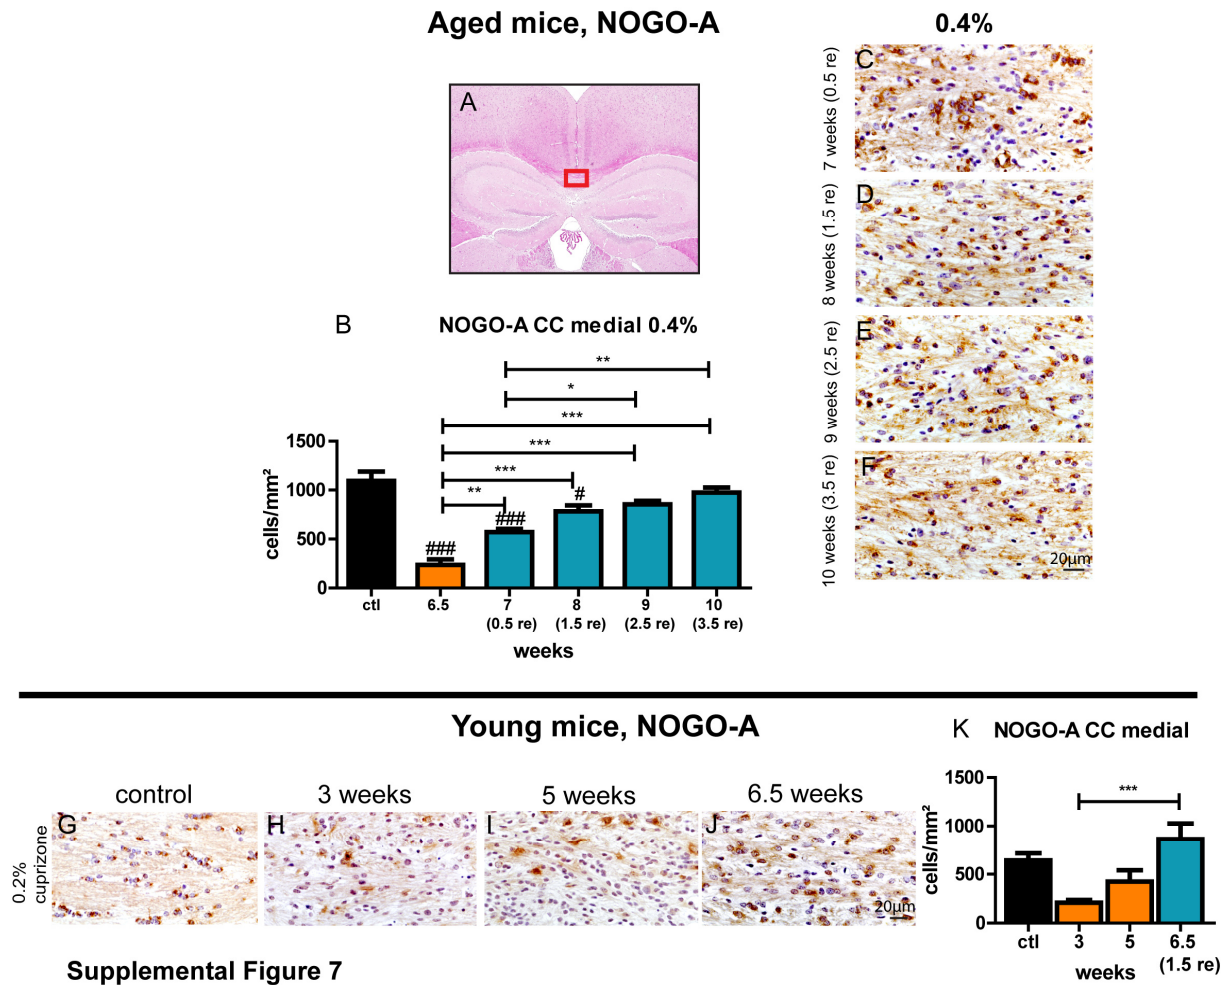 Aged mice, NOGO-A
0.4%
A
C
7 weeks (0.5 re)
D
8 weeks (1.5 re)
E
9 weeks (2.5 re)
F
10 weeks (3.5 re)
20µm
B
NOGO-A CC medial 0.4%
**
*
***
***
***
**
#
###
###
cells/mm²
1500
1000
500
0
ctl
6.5
7
8
9
10
(0.5 re)
(1.5 re)
(2.5 re)
(3.5 re)
weeks
Young mice, NOGO-A
control
3 weeks
5 weeks
6.5 weeks
0.2%
cuprizone
G
H
I
J
20µm
K
NOGO-A CC medial
***
cells/mm²
1500
1000
500
0
ctl
3
5
6.5
(1.5 re)
weeks
Supplemental Figure 7